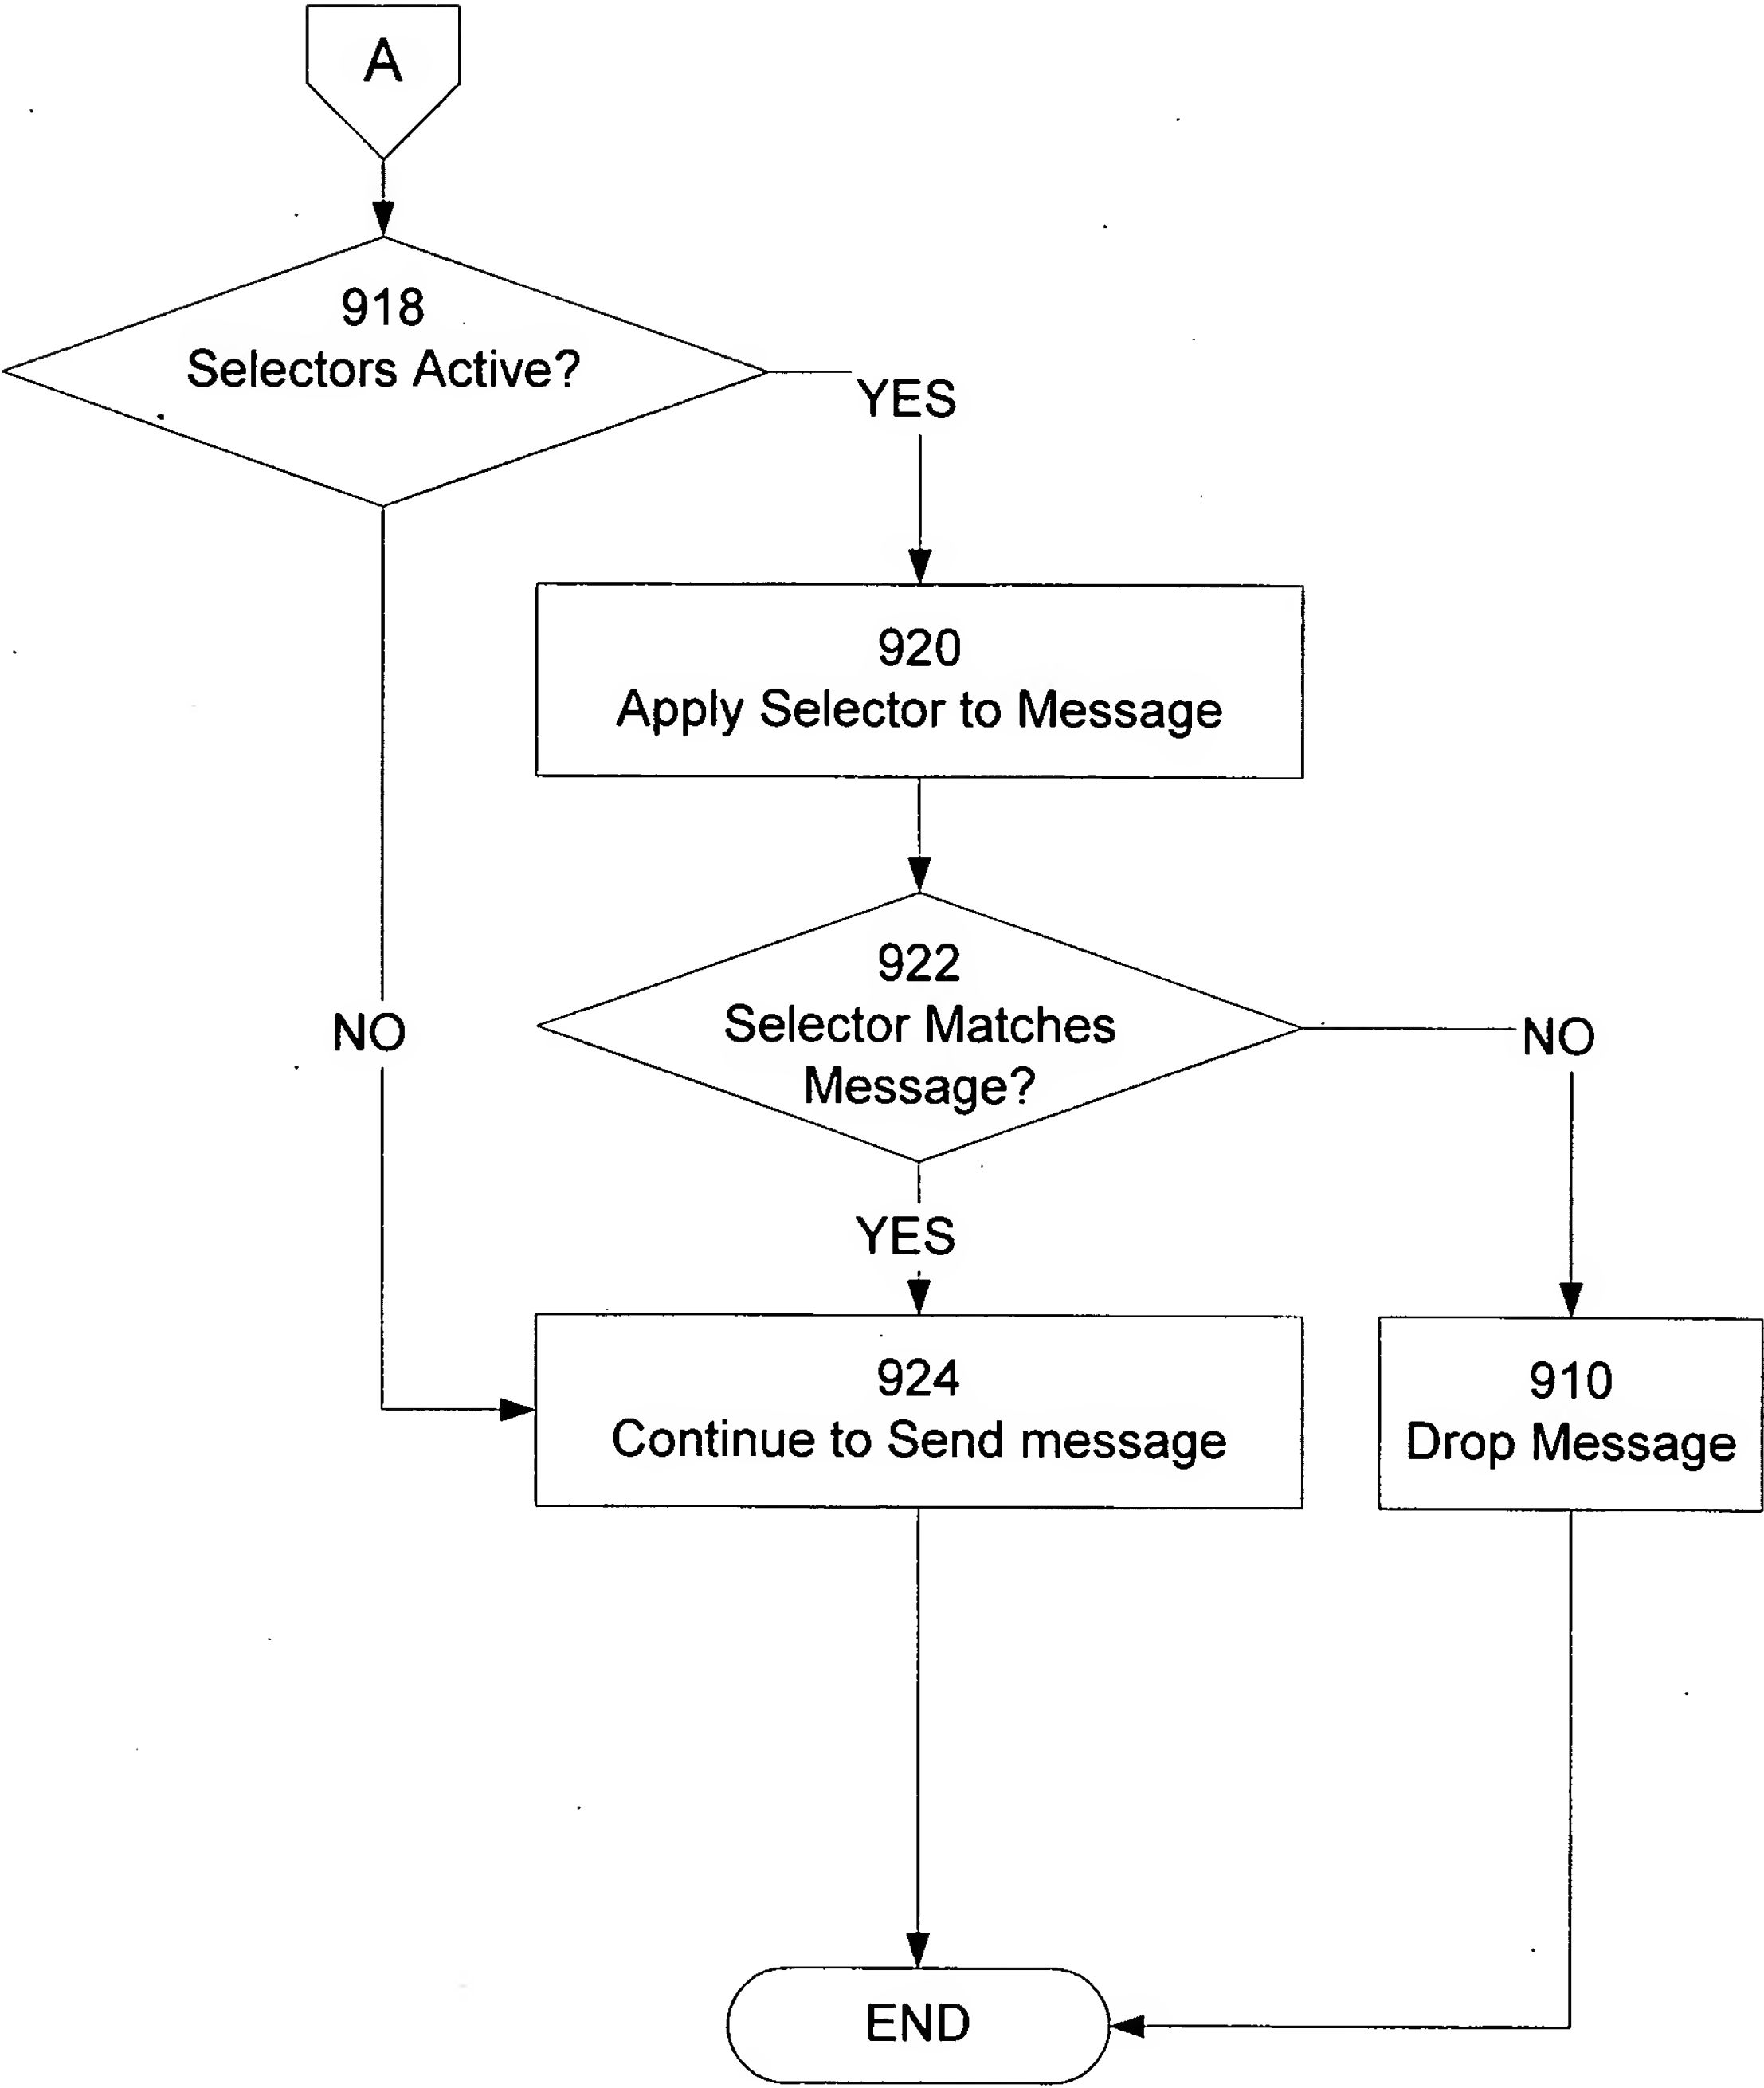 A
918
Selectors Active?
YES
920
Apply Selector to Message
922
Selector Matches
Message?
NO
NO
YES
924
Continue to Send message
910
Drop Message
END